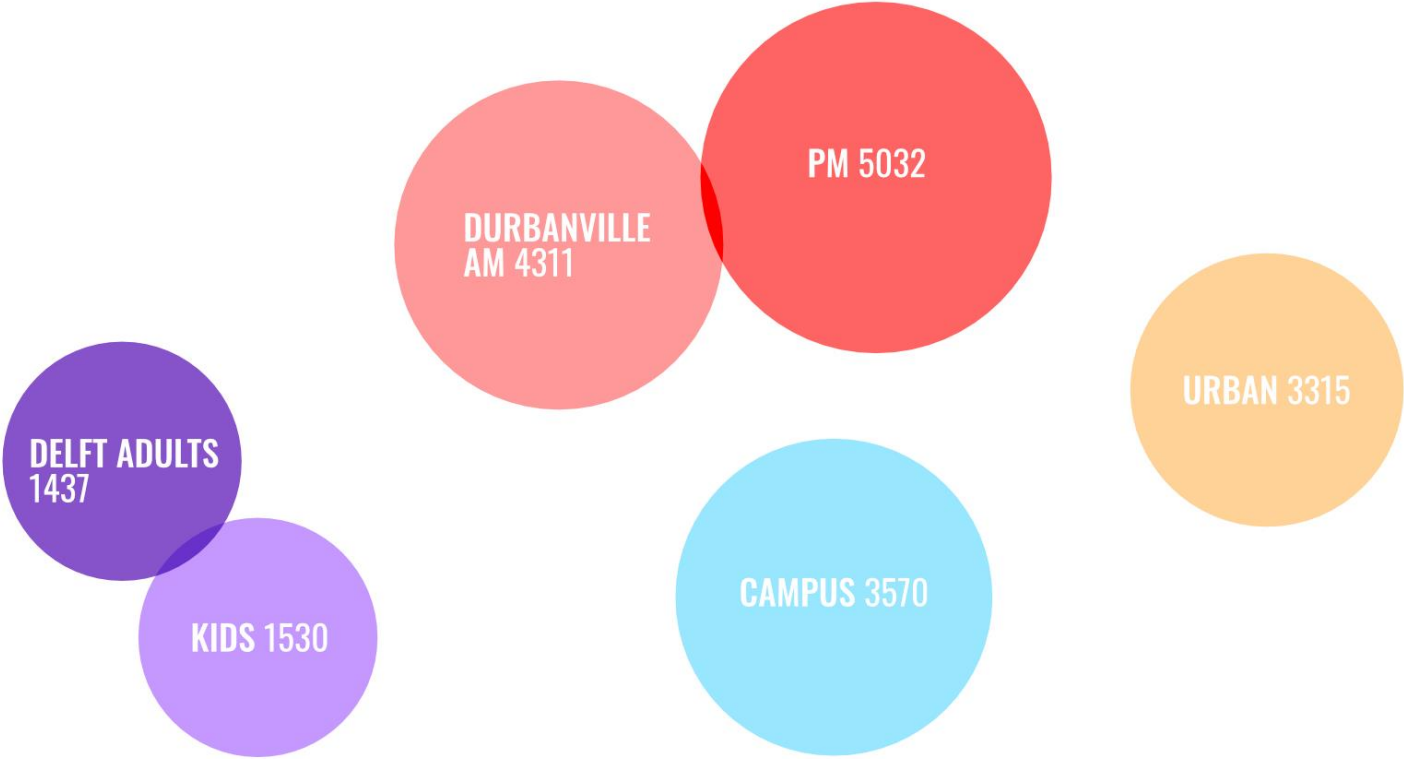 PM 5032
DURBANVILLE
AM 4311
URBAN 3315
DELFT ADULTS
1437
CAMPUS 3570
KIDS 1530